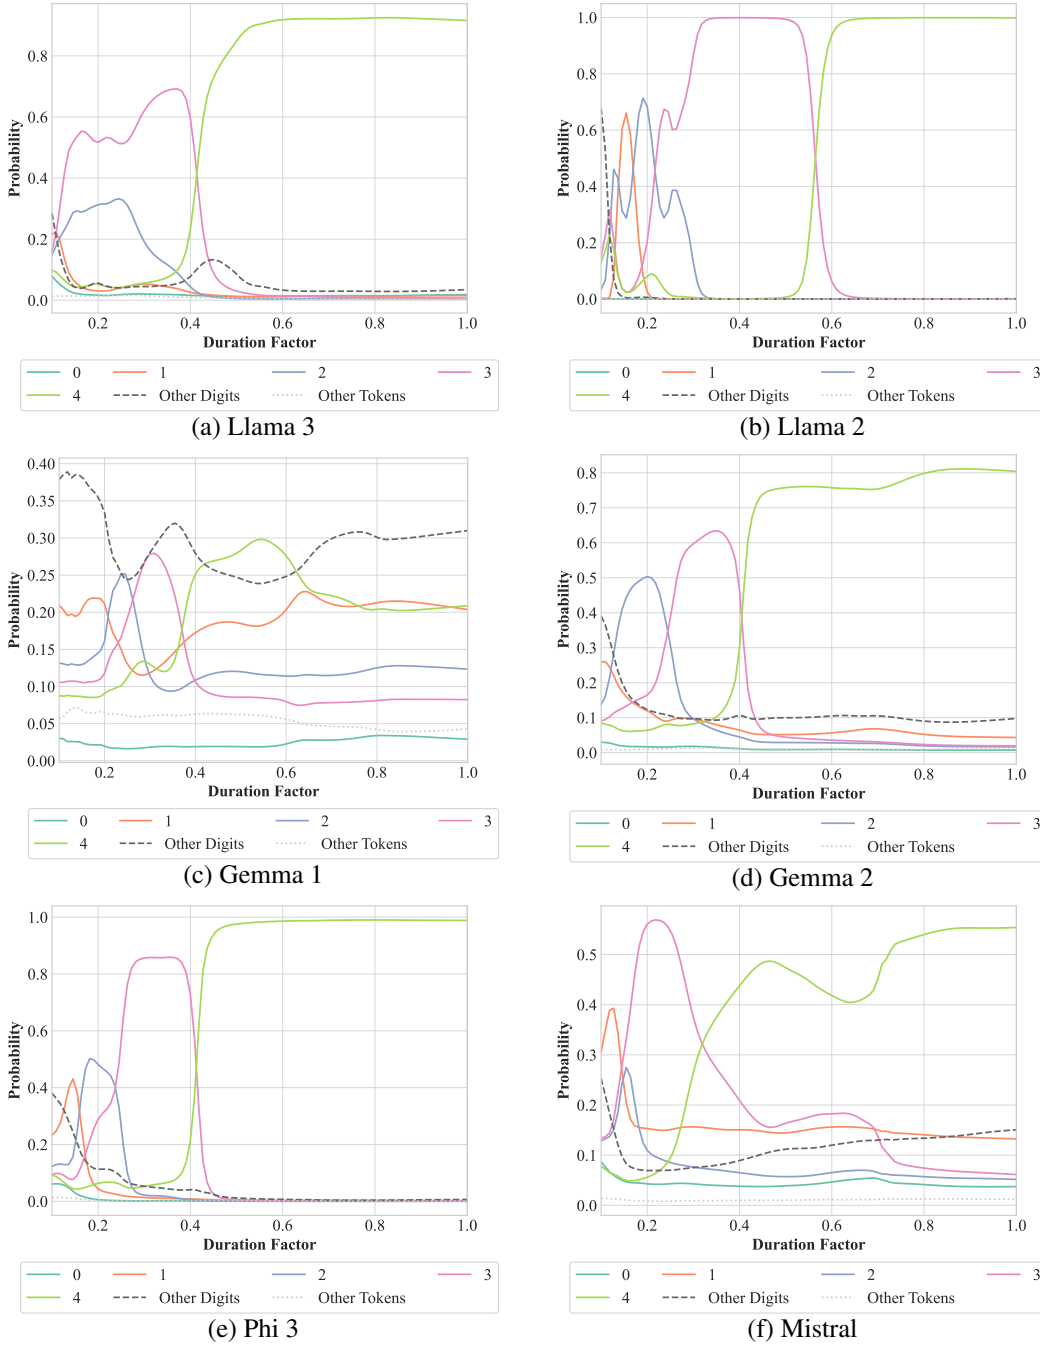 0.8
0.6
0.4
0.2
0.0
Probability
0.2 0.4 0.6 0.8 1.0
Duration Factor
0 1 2 3
4 Other Digits Other Tokens
(a) Llama 3
1.0
0.8
0.6
0.4
0.2
0.0
Probability
0.2 0.4 0.6 0.8 1.0
Duration Factor
0 1 2 3
4 Other Digits Other Tokens
(b) Llama 2
0.40
0.35
0.30
0.25
0.20
0.15
0.10
0.05
0.00
Probability
0.2 0.4 0.6 0.8 1.0
Duration Factor
0 1 2 3
4 Other Digits Other Tokens
(c) Gemma 1
0.8
0.7
0.6
0.5
0.4
0.3
0.2
0.1
0.0
Probability
0.2 0.4 0.6 0.8 1.0
Duration Factor
0 1 2 3
4 Other Digits Other Tokens
(d) Gemma 2
1.0
0.8
0.6
0.4
0.2
0.0
Probability
0.2 0.4 0.6 0.8 1.0
Duration Factor
0 1 2 3
4 Other Digits Other Tokens
(e) Phi 3
0.5
0.4
0.3
0.2
0.1
0.0
Probability
0.2 0.4 0.6 0.8 1.0
Duration Factor
0 1 2 3
4 Other Digits Other Tokens
(f) Mistral